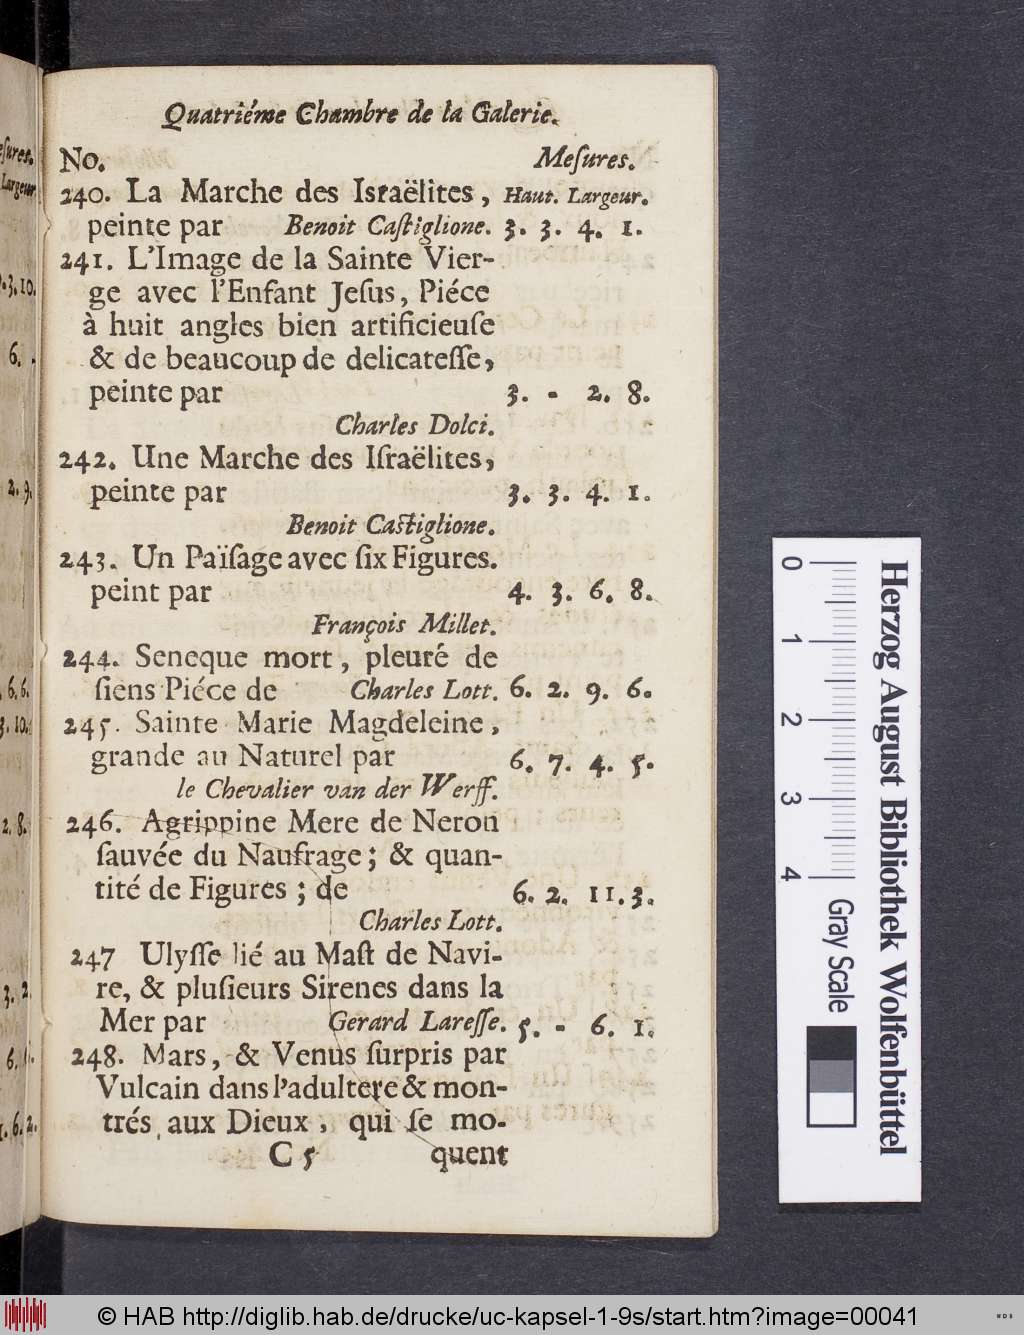 Quatriéme Chambre de la Galerie.
No. Meſures.
240. La Marche des Israëlites, Haut. Largeur.
peinte par Benoit Caſtiglione. 3. 3. 4. 1.
241. L'Image de la Sainte Vier-
ge avec l'Enfant Jeſus, Piéce
à huit angles bien artificieuſe
& de beaucoup de delicateſſe,
peinte par 3. - 2. 8.
Charles Dolci.
242. Une Marche des Iſraëlites,
peinte par 3. 3. 4. 1.
Benoit Caſtiglione.
243. Un Païſage avec ſix Figures.
peint par 4. 3. 6. 8.
François Millet.
244. Seneque mort, pleuré de
ſiens Piéce de Charles Lott. 6. 2. 9. 6.
245. Sainte Marie Magdeleine,
grande au Naturel par 6. 7. 4. 5.
le Chevalier van der Werff.
246. Agrippine Mere de Neron
ſauvée du Naufrage; & quan-
tité de Figures; de 6. 2. 11. 3.
Charles Lott.
247 Ulyſſe lié au Maſt de Navi-
re, & pluſieurs Sirenes dans la
Mer par Gerard Lareſſe. 5. - 6. 1.
248. Mars, & Venus ſurpris par
Vulcain dans l'adultere & mon-
trés aux Dieux, qui ſe mo-
C 5 quent
Herzog August Bibliothek Wolfenbüttel
0 1 2 3 4 Gray Scale
© HAB http://diglib.hab.de/drucke/uc-kapsel-1-9s/start.htm?image=00041